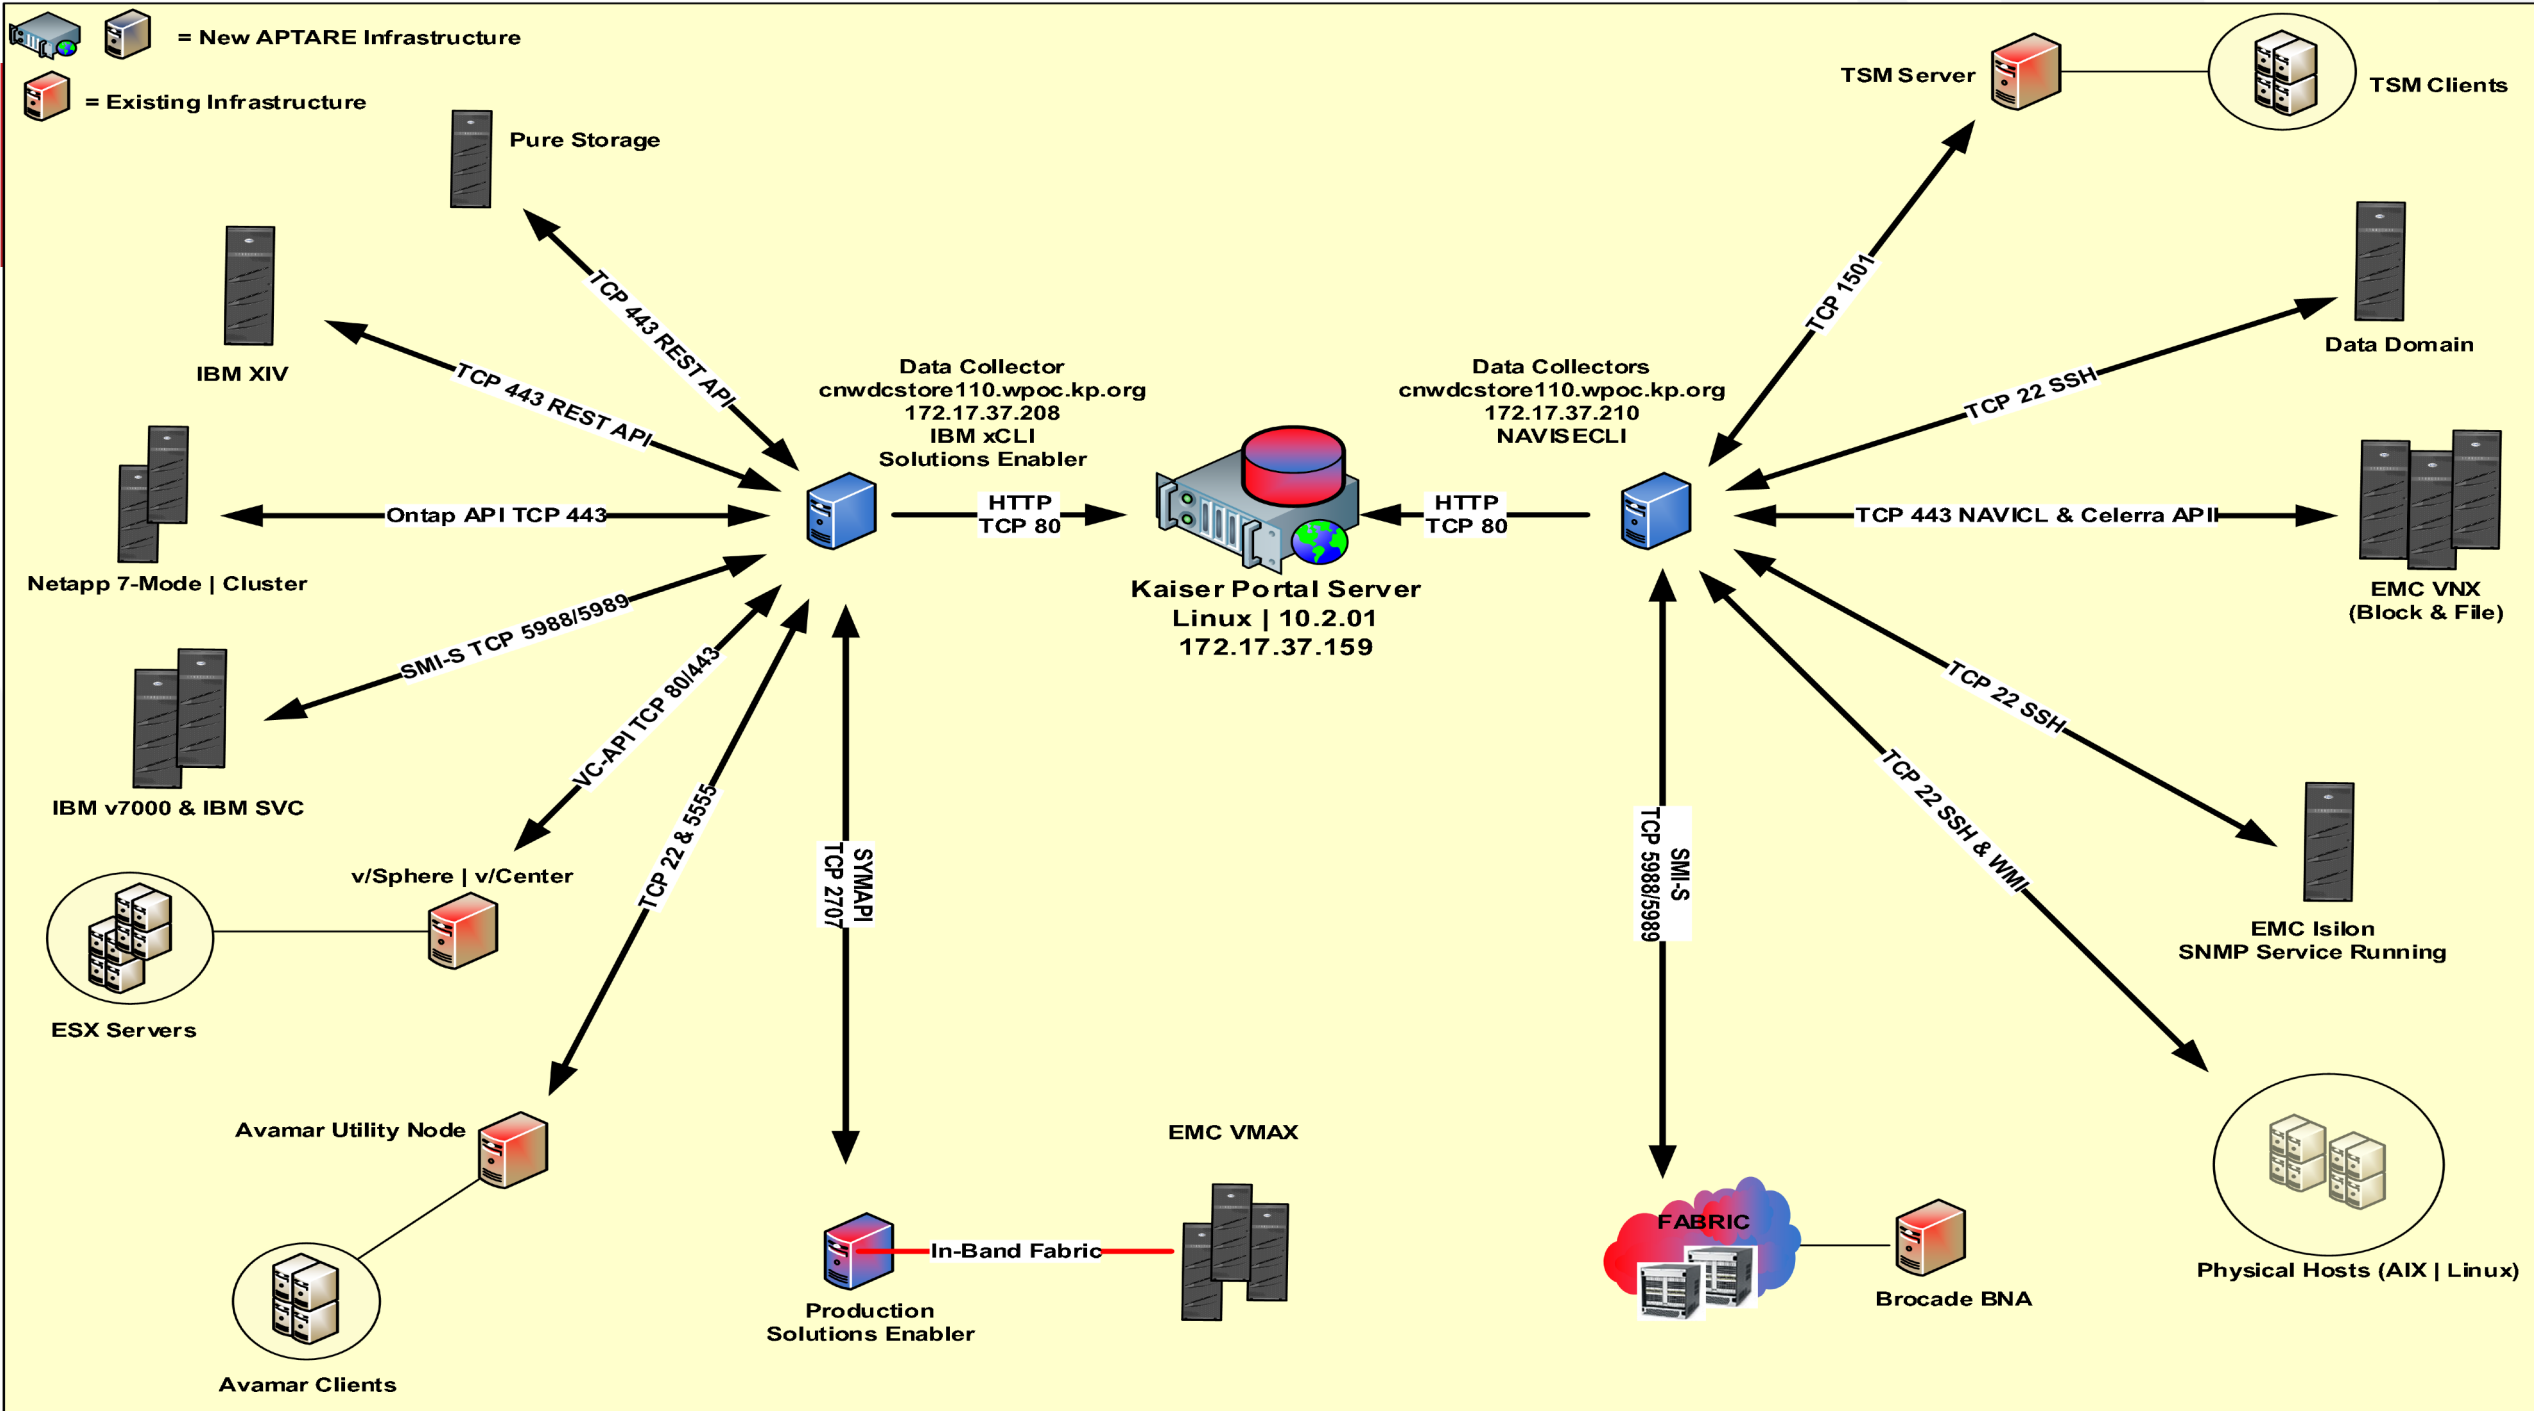 = New APTARE Infrastructure
= Existing Infrastructure
Pure Storage
TCP 443 REST API
IBM XIV
TCP 443 REST API
Ontap API TCP 443
Netapp 7-Mode | Cluster
SMI-S TCP 5988/5989
IBM v7000 & IBM SVC
VC-API TCP 80/443
v/Sphere | v/Center
ESX Servers
TCP 22 & 5555
Avamar Utility Node
Avamar Clients
SYMAPI
TCP 2707
Production
Solutions Enabler
In-Band Fabric
EMC VMAX
Data Collector
cnwdcstore110.wpoc.kp.org
172.17.37.208
IBM xCLI
Solutions Enabler
HTTP
TCP 80
Kaiser Portal Server
Linux | 10.2.01
172.17.37.159
HTTP
TCP 80
Data Collectors
cnwdcstore110.wpoc.kp.org
172.17.37.210
NAVISECLI
TSM Server
TSM Clients
TCP 1501
Data Domain
TCP 22 SSH
TCP 443 NAVICL & Celerra API
EMC VNX
(Block & File)
TCP 22 SSH
EMC Isilon
SNMP Service Running
TCP 22 SSH & WMI
Physical Hosts (AIX | Linux)
SMI-S
TCP 5988/5989
FABRIC
Brocade BNA